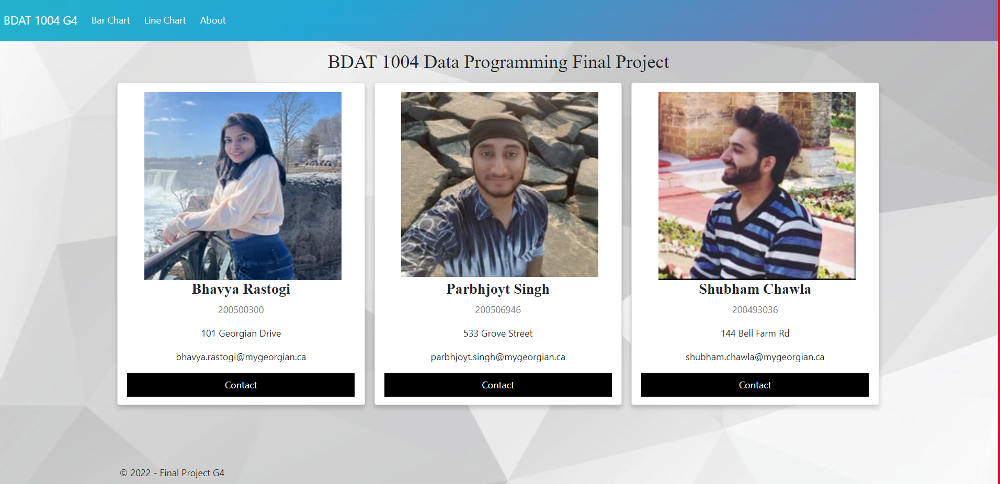 BDAT 1004 G4 Bar Chart Line Chart About
BDAT 1004 Data Programming Final Project
Bhavya Rastogi
200500300
101 Georgian Drive
bhavya.rastogi@mygeorgian.ca
Contact
Parbhjoyt Singh
200506946
533 Grove Street
parbhjoyt.singh@mygeorgian.ca
Contact
Shubham Chawla
200493036
144 Bell Farm Rd
shubham.chawla@mygeorgian.ca
Contact
© 2022 - Final Project G4